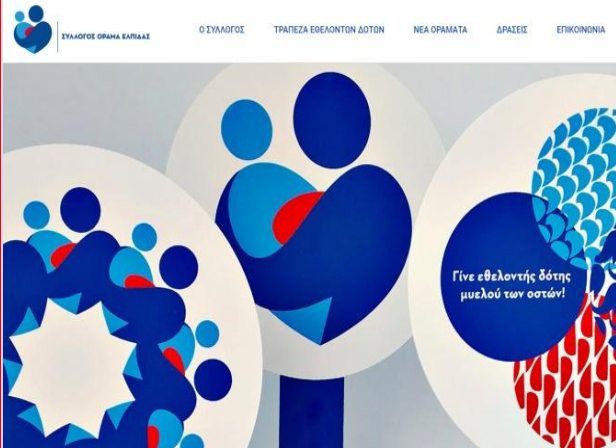 ΣΥΛΛΟΓΟΣ ΟΡΑΜΑ ΕΛΠΙΔΑΣ
Ο ΣΥΛΛΟΓΟΣ
ΤΡΑΠΕΖΑ ΕΘΕΛΟΝΤΩΝ ΔΟΤΩΝ
ΝΕΑ ΟΡΑΜΑΤΑ
ΔΡΑΣΕΙΣ
ΕΠΙΚΟΙΝΩΝΙΑ
Γίνε εθελοντής δότης
μυελού των οστών!